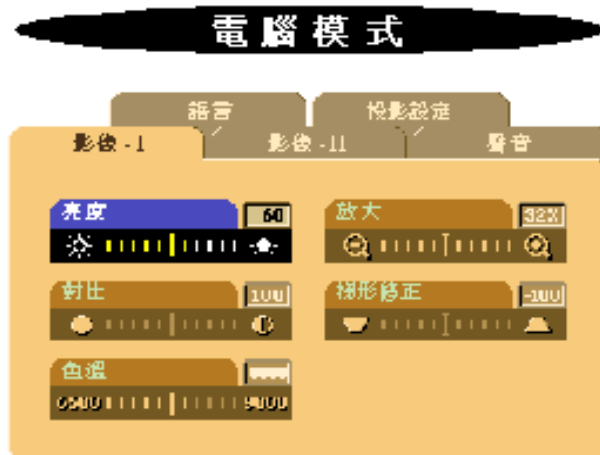 電腦模式
語言 投影設定
影像-I 影像-II 聲音
亮度 60
放大 32%
對比 100
梯形修正 -100
色溫
6500 9300